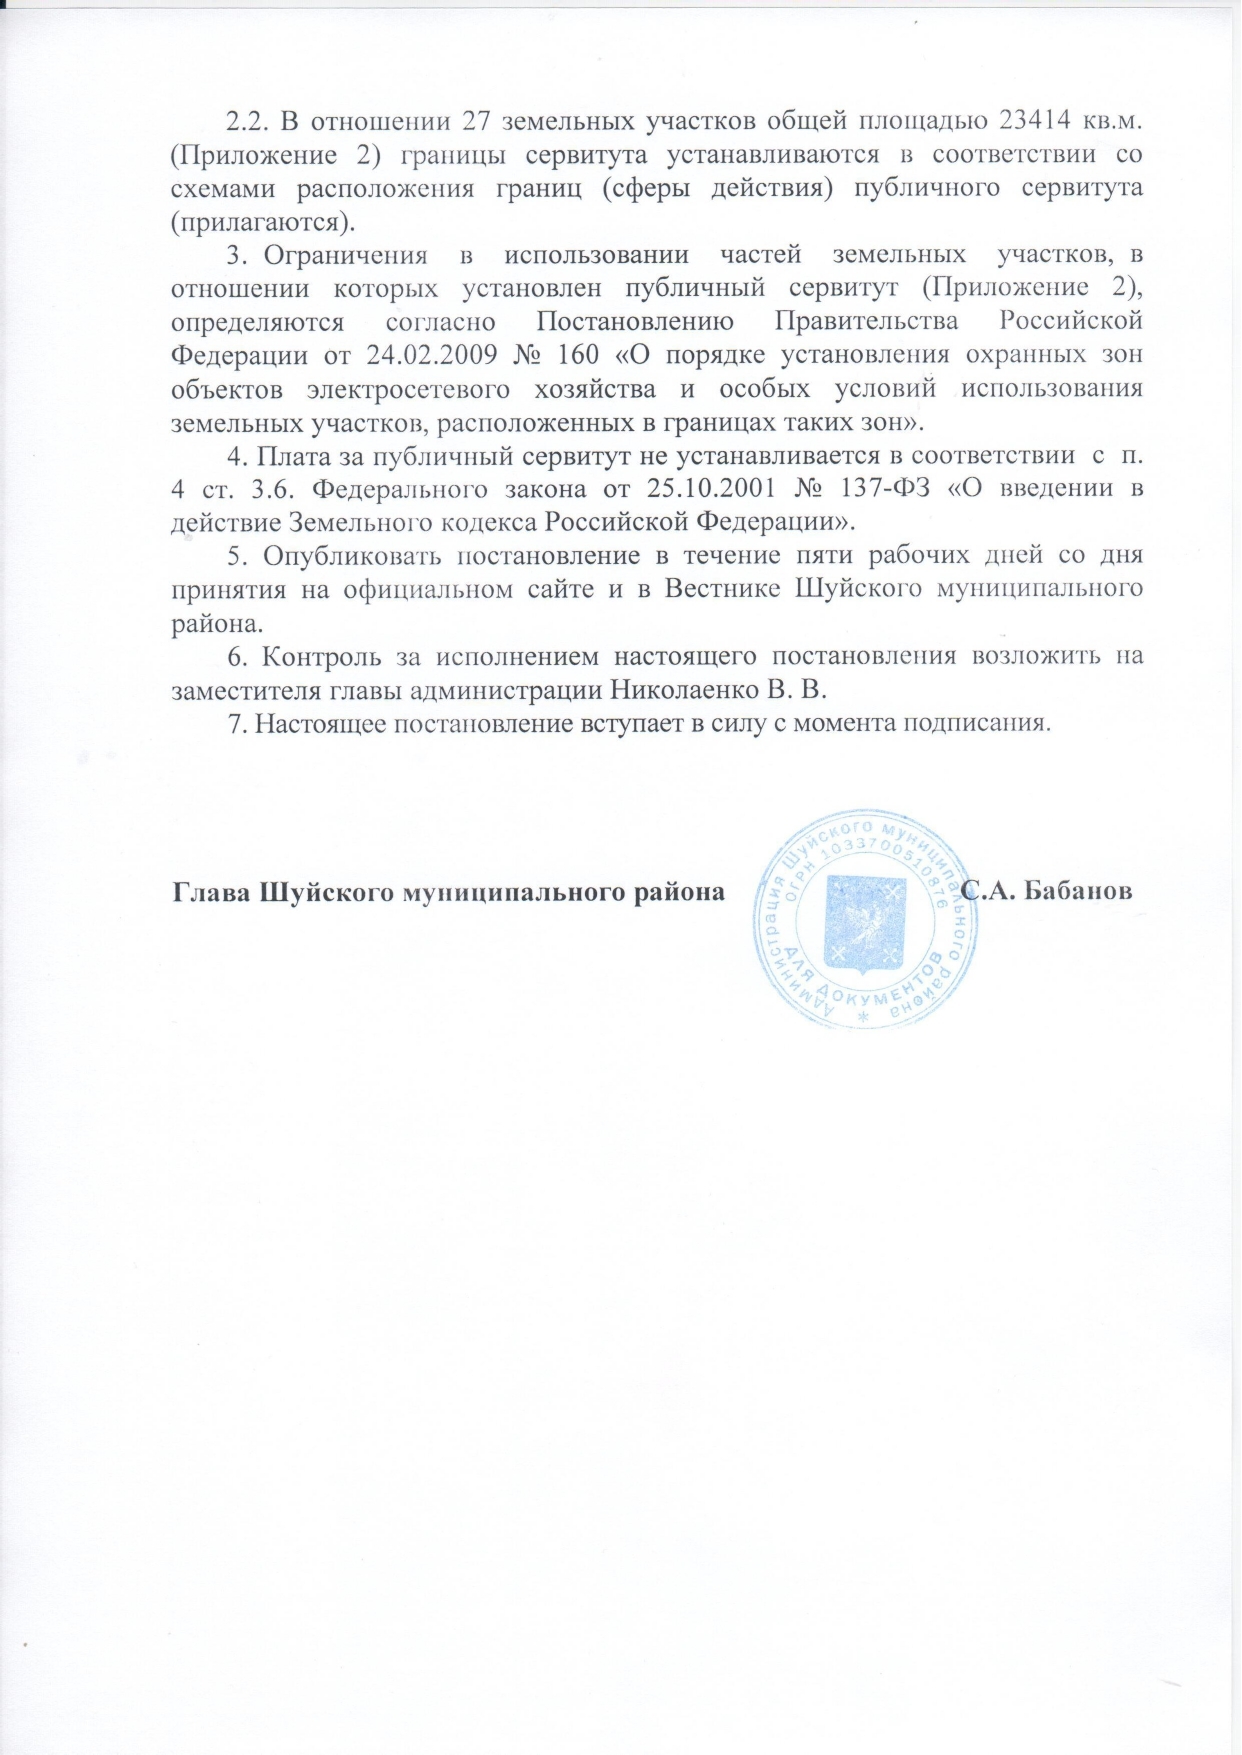 2.2. В отношении 27 земельных участков общей площадью 23414 кв.м.
(Приложение 2) границы сервитута устанавливаются в соответствии со
схемами расположения границ (сферы действия) публичного сервитута
(прилагаются).
3. Ограничения в использовании частей земельных участков, в
отношении которых установлен публичный сервитут (Приложение 2),
определяются согласно Постановлению Правительства Российской
Федерации от 24.02.2009 № 160 «О порядке установления охранных зон
объектов электросетевого хозяйства и особых условий использования
земельных участков, расположенных в границах таких зон».
4. Плата за публичный сервитут не устанавливается в соответствии с п.
4 ст. 3.6. Федерального закона от 25.10.2001 № 137-ФЗ «О введении в
действие Земельного кодекса Российской Федерации».
5. Опубликовать постановление в течение пяти рабочих дней со дня
принятия на официальном сайте и в Вестнике Шуйского муниципального
района.
6. Контроль за исполнением настоящего постановления возложить на
заместителя главы администрации Николаенко В. В.
7. Настоящее постановление вступает в силу с момента подписания.
Глава Шуйского муниципального района С.А. Бабанов
Администрация Шуйского муниципального района
ОГРН 1033700510876
ДЛЯ ДОКУМЕНТОВ